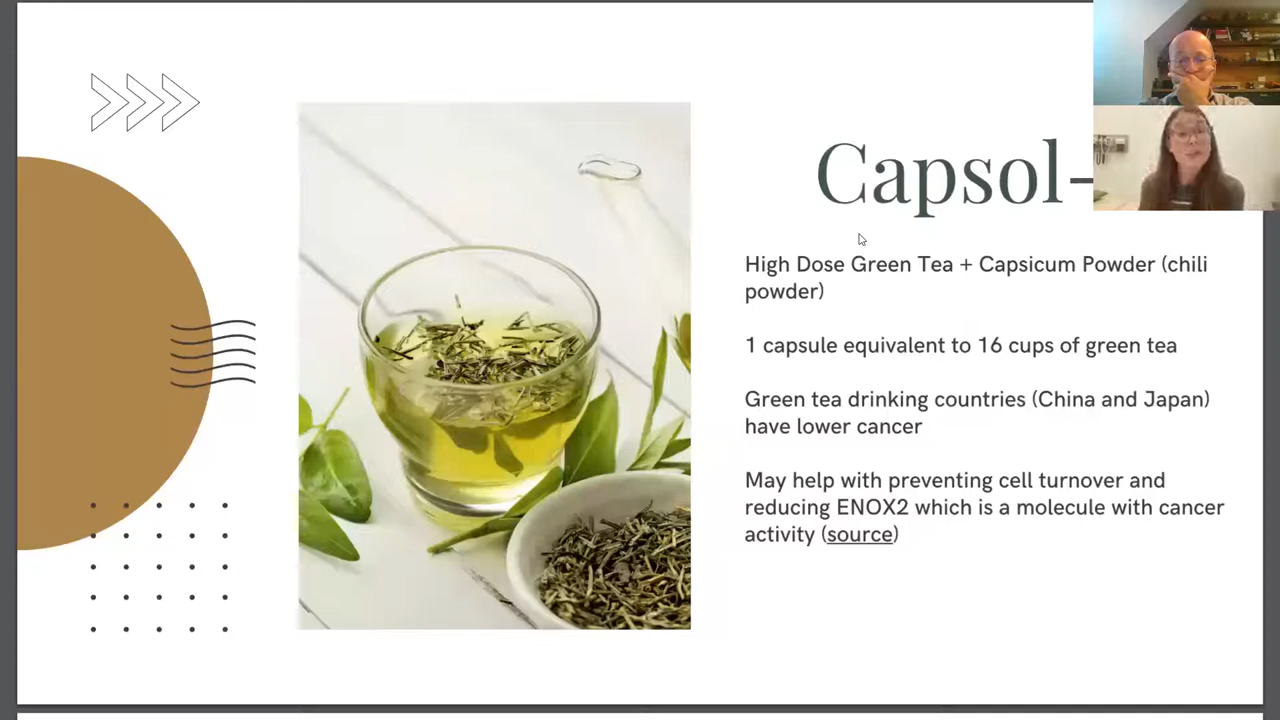 Capsol-
High Dose Green Tea + Capsicum Powder (chili
powder)
1 capsule equivalent to 16 cups of green tea
Green tea drinking countries (China and Japan)
have lower cancer
May help with preventing cell turnover and
reducing ENOX2 which is a molecule with cancer
activity (source)